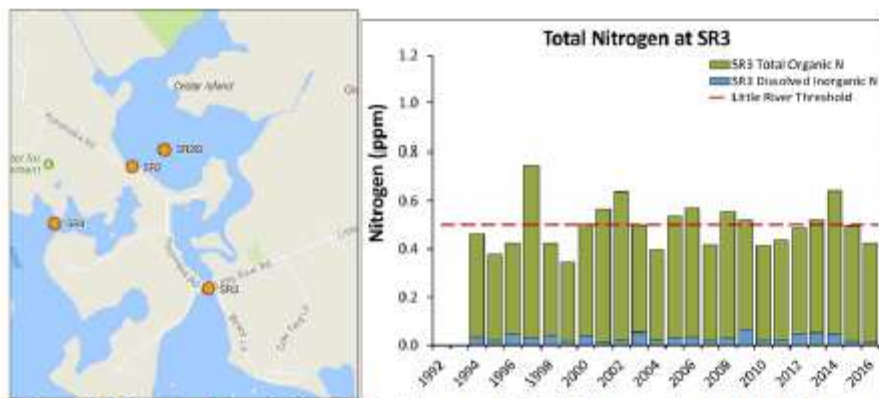 Cedar Island
SR2D
SR2
SR4
SR3
Total Nitrogen at SR3
SR3 Total Organic N
SR3 Dissolved Inorganic N
Little River Threshold
Nitrogen (ppm)
1.2
1.0
0.8
0.6
0.4
0.2
0.0
1992
1994
1996
1998
2000
2002
2004
2006
2008
2010
2012
2014
2016